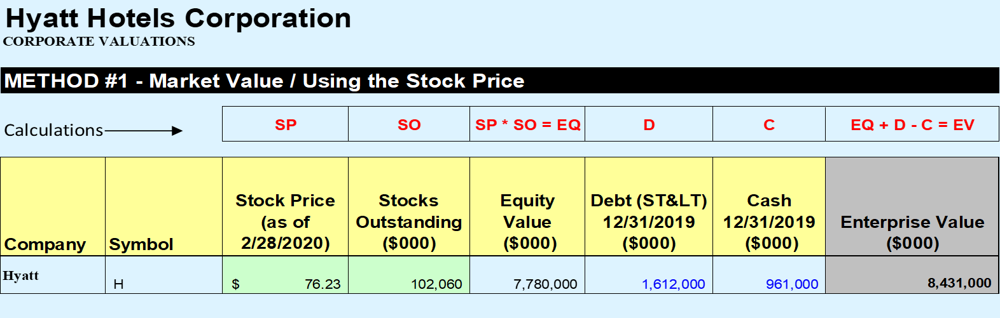 Hyatt Hotels Corporation
CORPORATE VALUATIONS
METHOD #1 - Market Value / Using the Stock Price
Calculations SP SO SP * SO = EQ D C EQ + D - C = EV
Company Symbol Stock Price (as of 2/28/2020) Stocks Outstanding ($000) Equity Value ($000) Debt (ST&LT) 12/31/2019 ($000) Cash 12/31/2019 ($000) Enterprise Value ($000)
Hyatt H $ 76.23 102,060 7,780,000 1,612,000 961,000 8,431,000